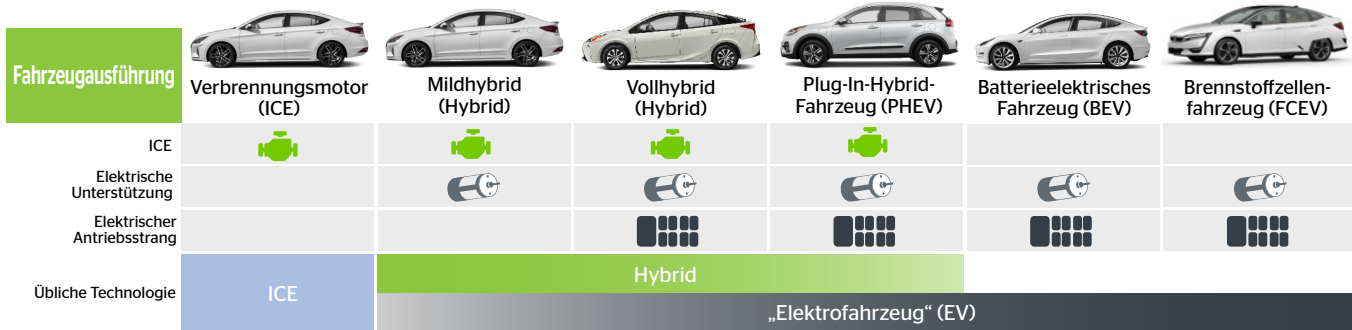 Fahrzeugausführung
Verbrennungsmotor
(ICE)
Mildhybrid
(Hybrid)
Vollhybrid
(Hybrid)
Plug-In-Hybrid-
Fahrzeug (PHEV)
Batterieelektrisches
Fahrzeug (BEV)
Brennstoffzellen-
fahrzeug (FCEV)
ICE
Elektrische
Unterstützung
Elektrischer
Antriebsstrang
Übliche Technologie
ICE
Hybrid
„Elektrofahrzeug“ (EV)